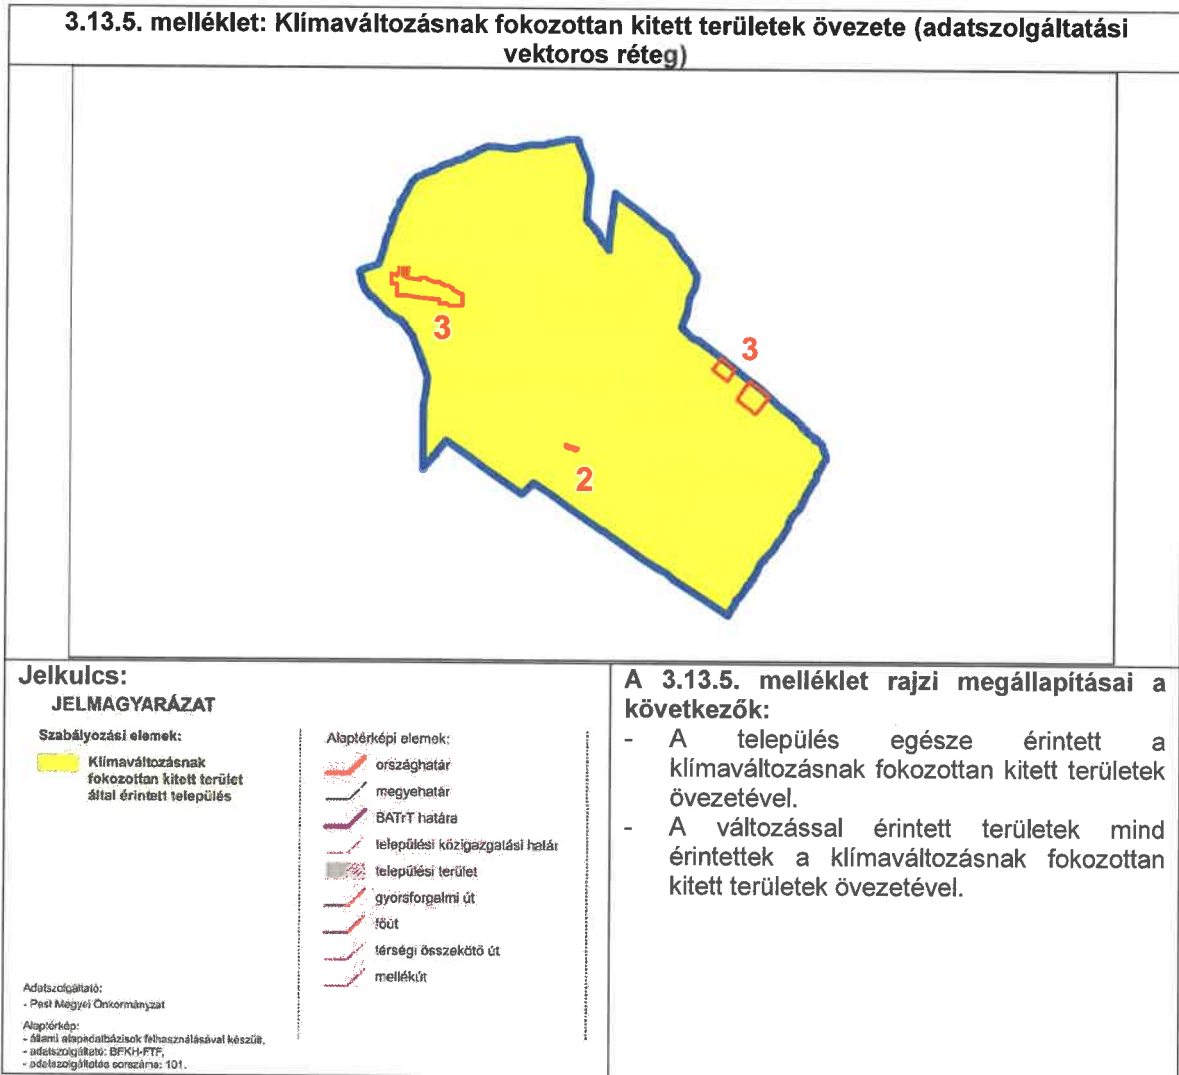 3.13.5. melléklet: Klímaváltozásnak fokozottan kitett területek övezete (adatszolgáltatási
vektoros réteg)
3
3
2
Jelkulcs:
JELMAGYARÁZAT
Szabályozási elemek:
Klímaváltozásnak
fokozottan kitett terület
által érintett település
Alaptérképi elemek:
országhatár
megyehatár
BATrT határa
települési közigazgatási határ
települési terület
gyorsforgalmi út
főút
térségi összekötő út
mellékút
Adatszolgáltató:
- Pest Megyei Önkormányzat
Alaptérkép:
- állami alapadatbázisok felhasználásával készült,
- adatszolgáltató: BFKH-FTF,
- adatszolgáltatás sorszáma: 101.
A 3.13.5. melléklet rajzi megállapításai a
következők:
- A település egésze érintett a
klímaváltozásnak fokozottan kitett területek
övezetével.
- A változással érintett területek mind
érintettek a klímaváltozásnak fokozottan
kitett területek övezetével.